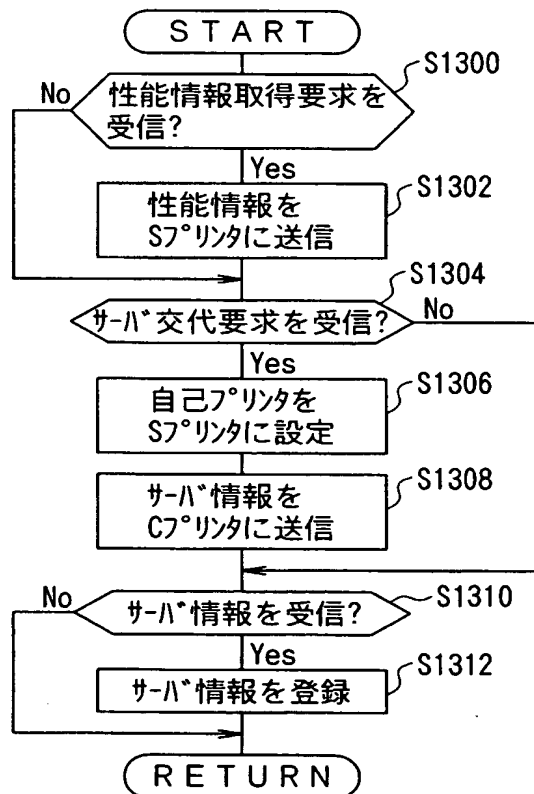 START
S1300
No
性能情報取得要求を
受信?
Yes
S1302
性能情報を
Sプリンタに送信
S1304
サーバ交代要求を受信?
No
Yes
S1306
自己プリンタを
Sプリンタに設定
S1308
サーバ情報を
Cプリンタに送信
No
S1310
サーバ情報を受信?
Yes
S1312
サーバ情報を登録
RETURN